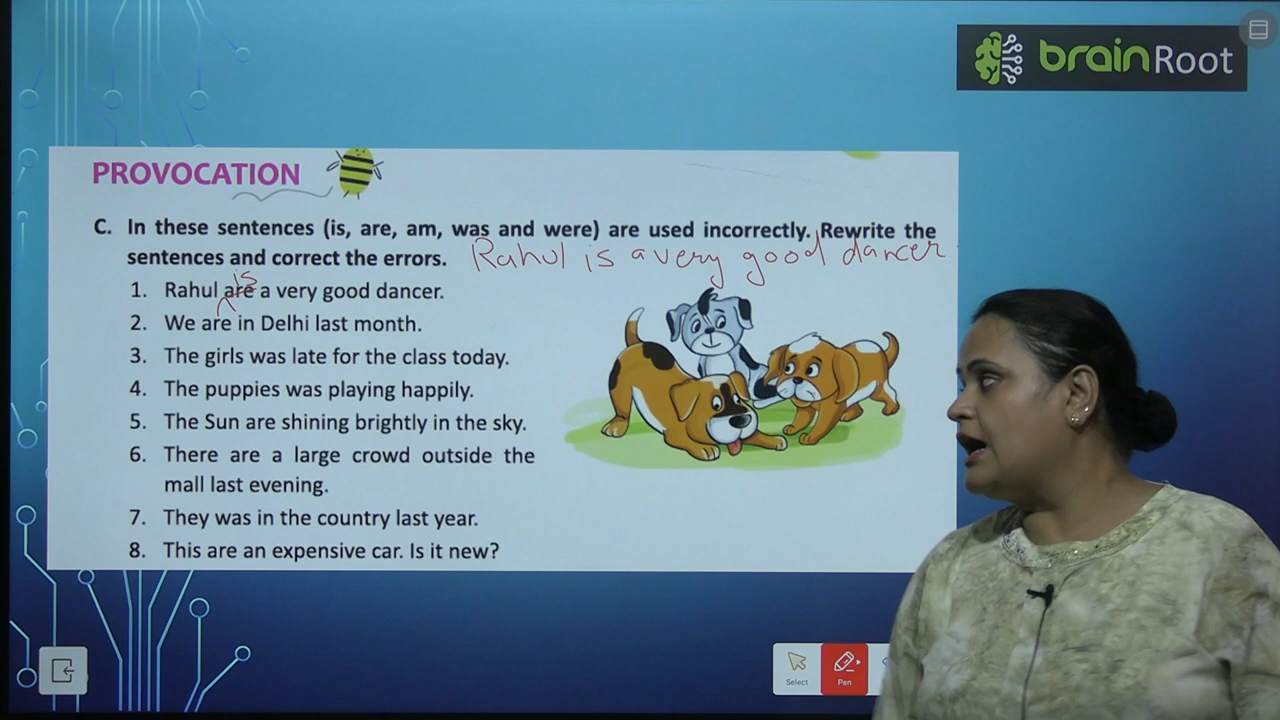 brainRoot
PROVOCATION
C. In these sentences (is, are, am, was and were) are used incorrectly. Rewrite the
sentences and correct the errors.
Rahul is a very good dancer
is
1. Rahul are a very good dancer.
2. We are in Delhi last month.
3. The girls was late for the class today.
4. The puppies was playing happily.
5. The Sun are shining brightly in the sky.
6. There are a large crowd outside the
mall last evening.
7. They was in the country last year.
8. This are an expensive car. Is it new?
Select
Pen